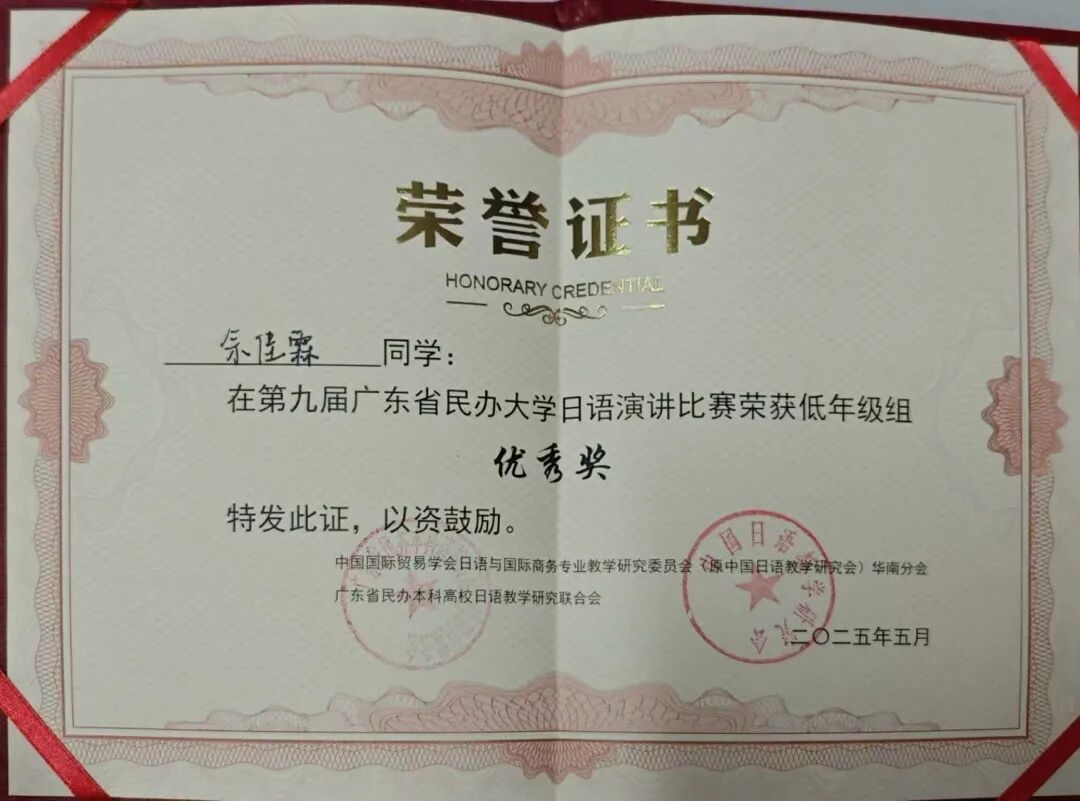 荣誉证书
HONORARY CREDENTIAL
余佳霖 同学：
在第九届广东省民办大学日语演讲比赛荣获低年级组
优秀奖
特发此证，以资鼓励。
中国国际贸易学会日语与国际商务专业教学研究委员会（原中国日语教学研究会）华南分会
广东省民办本科高校日语教学研究联合会
二〇二五年五月